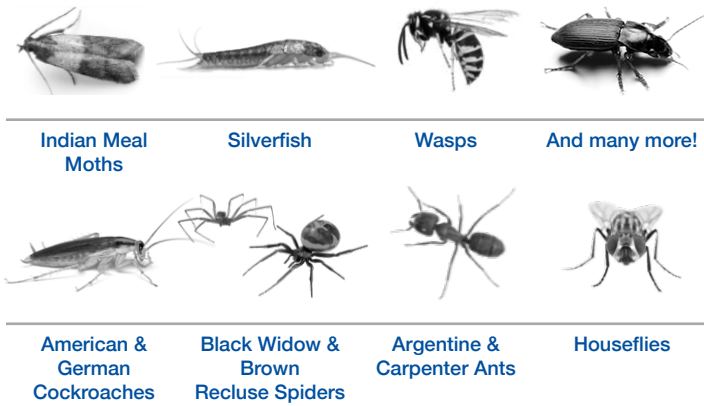 Indian Meal
Moths
Silverfish
Wasps
And many more!
American &
German
Cockroaches
Black Widow &
Brown
Recluse Spiders
Argentine &
Carpenter Ants
Houseflies